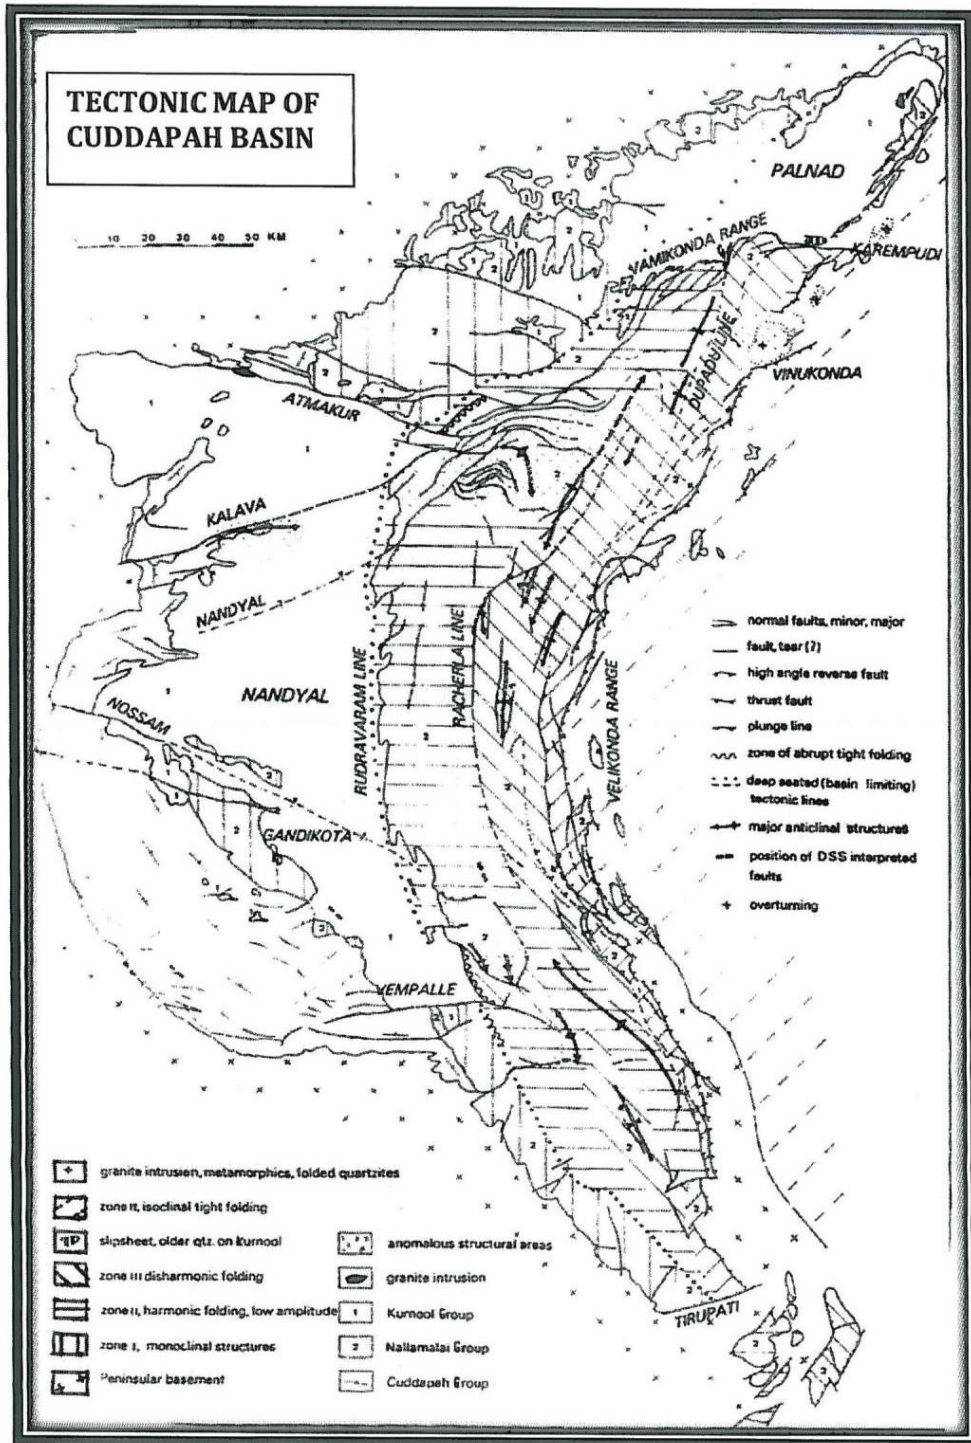 TECTONIC MAP OF
CUDDAPAH BASIN
10 20 30 40 50 KM
PALNAD
VAMIKONDA RANGE
KAREMPUDI
DUPADU LINE
VINUKONDA
ATMAKUR
KALAVA
NANDYAL
NANDYAL
NOSSAM
RUDRAVARAM LINE
RACHERLA LINE
VELIKONDA RANGE
GANDIKOTA
VEMPALLE
TIRUPATI
normal faults, minor, major
fault, tear (?)
high angle reverse fault
thrust fault
plunge line
zone of abrupt tight folding
deep seated (basin limiting)
tectonic lines
major anticlinal structures
position of DSS interpreted
faults
overturning
granite intrusion, metamorphics, folded quartzites
zone IV, isoclinal tight folding
slipsheet, older qtz. on Kurnool
zone III disharmonic folding
zone II, harmonic folding, low amplitude
zone I, monoclinal structures
Peninsular basement
anomalous structural areas
granite intrusion
1 Kurnool Group
2 Nallamalai Group
Cuddapah Group